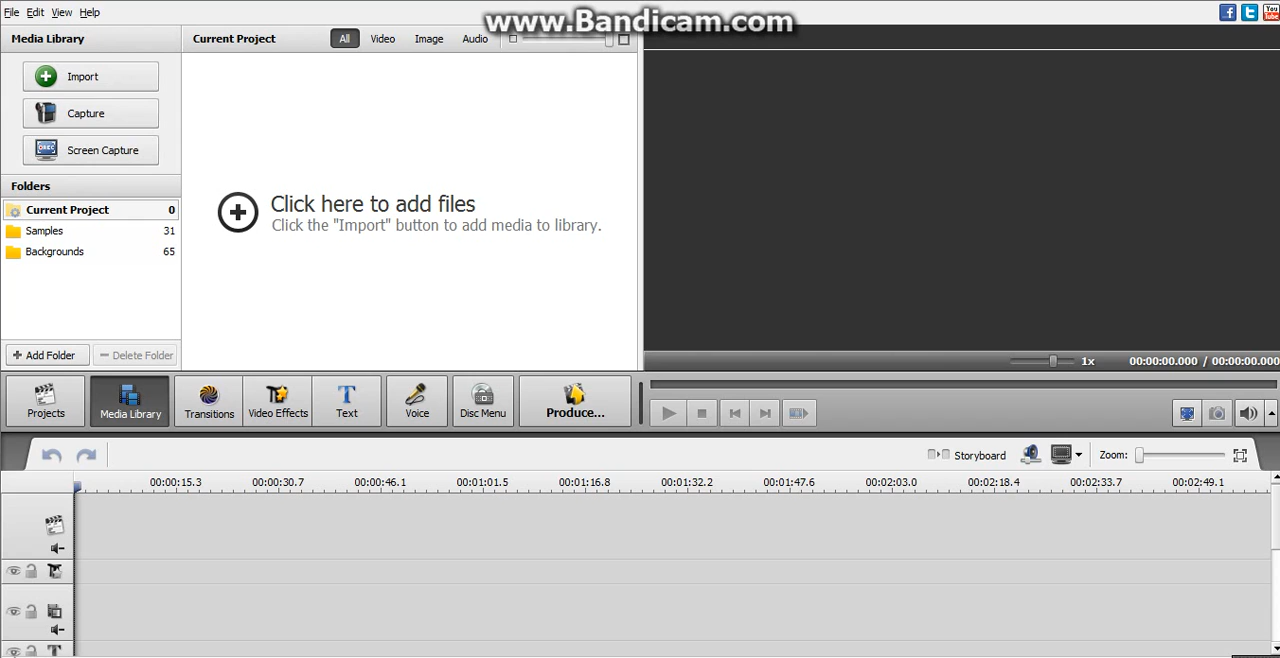 www.Bandicam.com
File Edit View Help
You
Tube
Media Library
Current Project All Video Image Audio
Import
Capture
REC
Screen Capture
Folders
Current Project 0
Samples 31
Backgrounds 65
Click here to add files
Click the "Import" button to add media to library.
+ Add Folder − Delete Folder
1x 00:00:00.000 / 00:00:00.000
Projects Media Library Transitions Video Effects Text Voice Disc Menu Produce...
Storyboard Zoom:
00:00:15.3 00:00:30.7 00:00:46.1 00:01:01.5 00:01:16.8 00:01:32.2 00:01:47.6 00:02:03.0 00:02:18.4 00:02:33.7 00:02:49.1